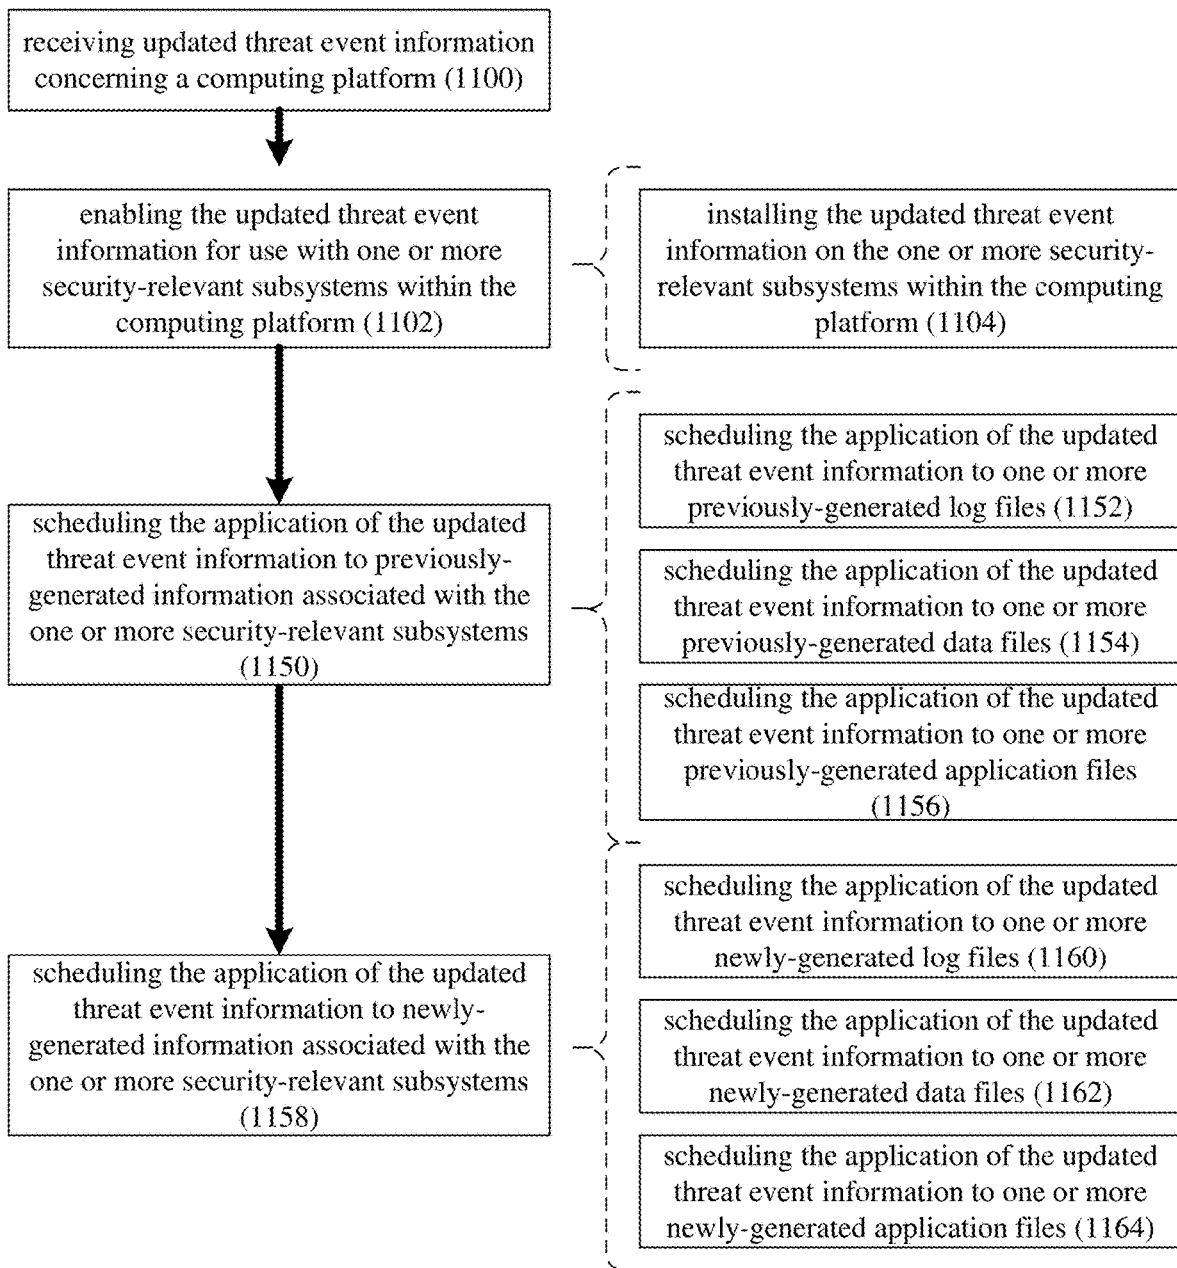 receiving updated threat event information
concerning a computing platform (1100)
enabling the updated threat event
information for use with one or more
security-relevant subsystems within the
computing platform (1102)
installing the updated threat event
information on the one or more security-
relevant subsystems within the computing
platform (1104)
scheduling the application of the updated
threat event information to previously-
generated information associated with the
one or more security-relevant subsystems
(1150)
scheduling the application of the updated
threat event information to one or more
previously-generated log files (1152)
scheduling the application of the updated
threat event information to one or more
previously-generated data files (1154)
scheduling the application of the updated
threat event information to one or more
previously-generated application files
(1156)
scheduling the application of the updated
threat event information to newly-
generated information associated with the
one or more security-relevant subsystems
(1158)
scheduling the application of the updated
threat event information to one or more
newly-generated log files (1160)
scheduling the application of the updated
threat event information to one or more
newly-generated data files (1162)
scheduling the application of the updated
threat event information to one or more
newly-generated application files (1164)